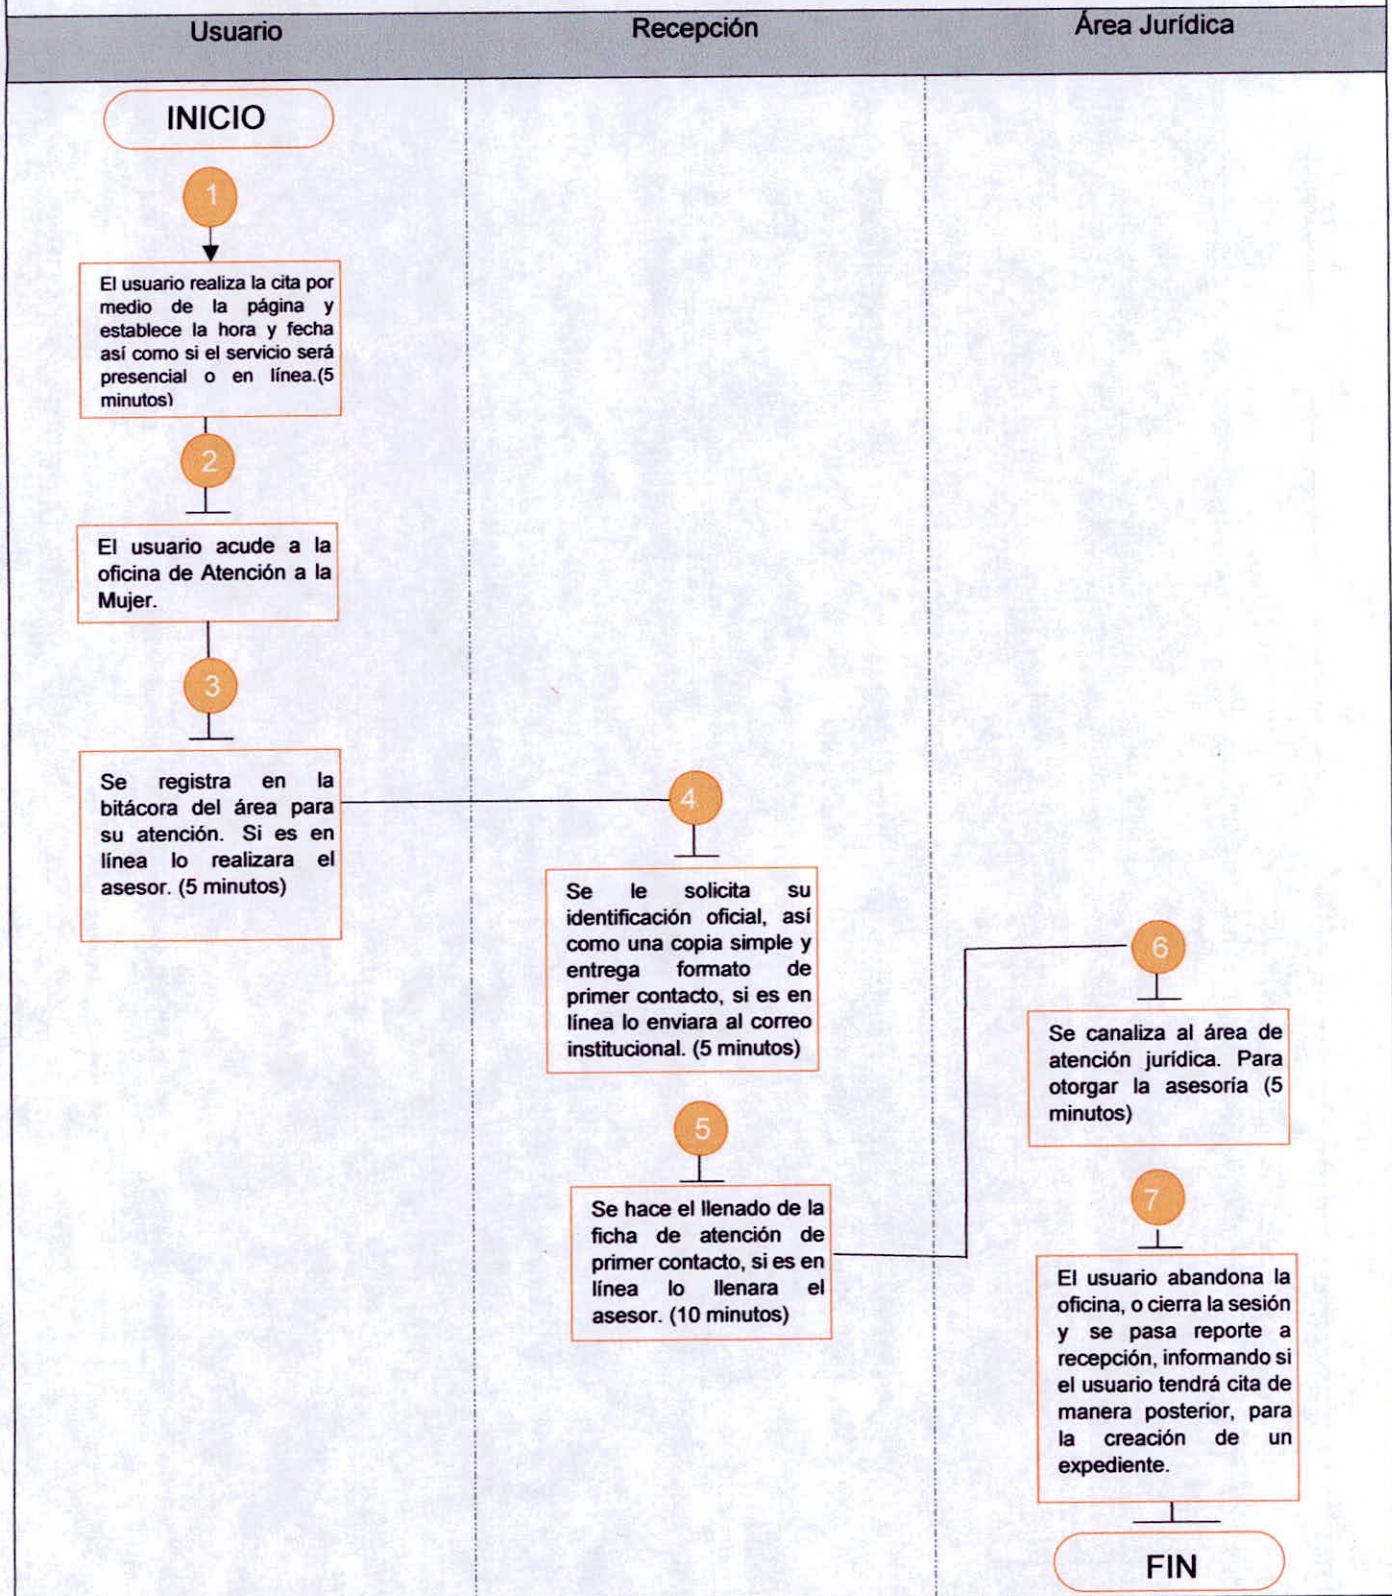 Usuario
Recepción
Área Jurídica
INICIO
1
El usuario realiza la cita por
medio de la página y
establece la hora y fecha
así como si el servicio será
presencial o en línea.(5
minutos)
2
El usuario acude a la
oficina de Atención a la
Mujer.
3
Se registra en la
bitácora del área para
su atención. Si es en
línea lo realizara el
asesor. (5 minutos)
4
Se le solicita su
identificación oficial, así
como una copia simple y
entrega formato de
primer contacto, si es en
línea lo enviara al correo
institucional. (5 minutos)
5
Se hace el llenado de la
ficha de atención de
primer contacto, si es en
línea lo llenara el
asesor. (10 minutos)
6
Se canaliza al área de
atención jurídica. Para
otorgar la asesoría (5
minutos)
7
El usuario abandona la
oficina, o cierra la sesión
y se pasa reporte a
recepción, informando si
el usuario tendrá cita de
manera posterior, para
la creación de un
expediente.
FIN